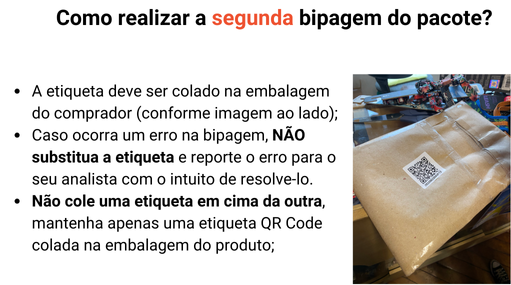 Como realizar a segunda bipagem do pacote?
• A etiqueta deve ser colado na embalagem
do comprador (conforme imagem ao lado);
• Caso ocorra um erro na bipagem, NÃO
substitua a etiqueta e reporte o erro para o
seu analista com o intuito de resolve-lo.
• Não cole uma etiqueta em cima da outra,
mantenha apenas uma etiqueta QR Code
colada na embalagem do produto;